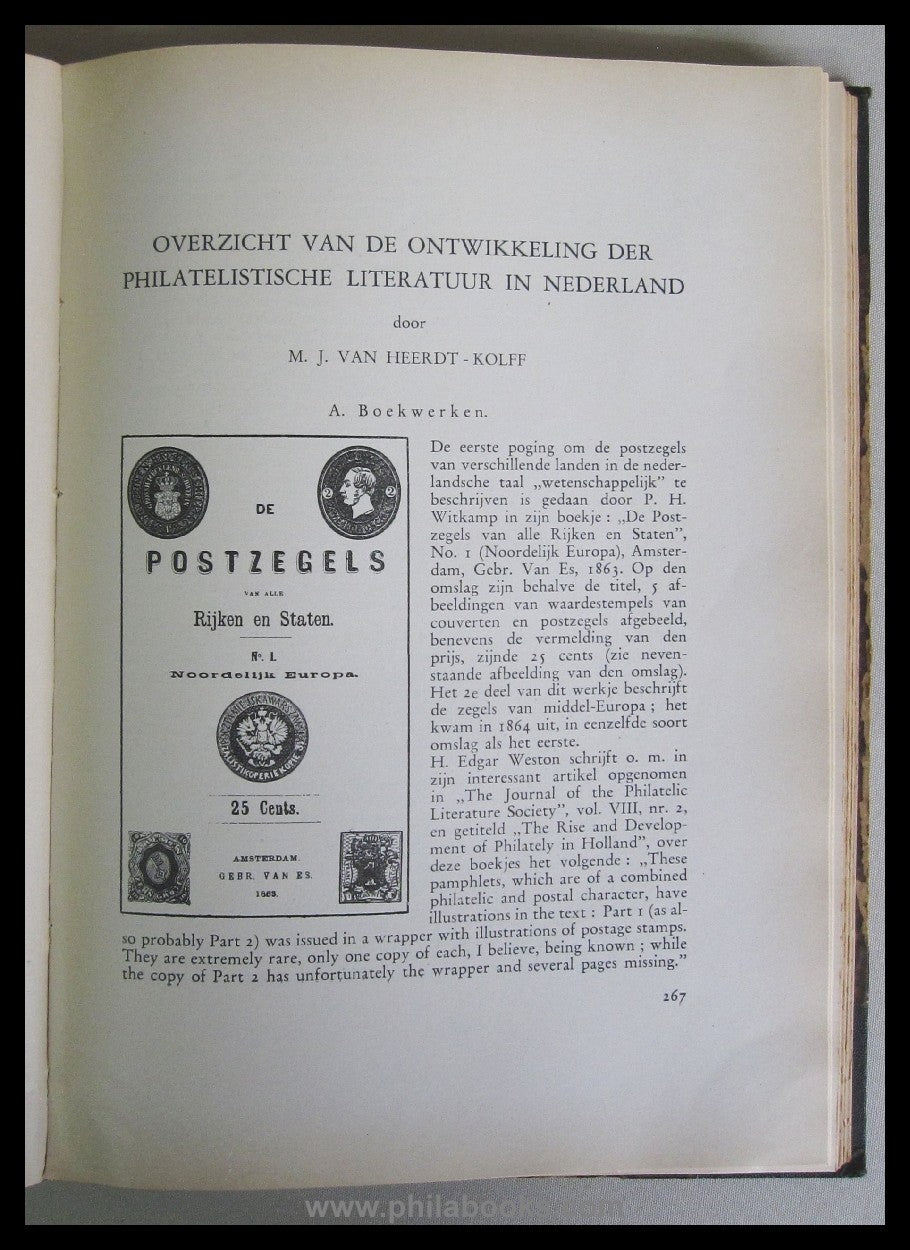 OVERZICHT VAN DE ONTWIKKELING DER
PHILATELISTISCHE LITERATUUR IN NEDERLAND
door
M. J. VAN HEERDT - KOLFF
A. Boekwerken.
DE
POSTZEGELS
VAN ALLE
Rijken en Staten.
No. 1.
Noordelijk Europa.
25 Cents.
AMSTERDAM.
GEBR. VAN ES.
1863.
2
2
De eerste poging om de postzegels
van verschillende landen in de neder-
landsche taal „wetenschappelijk” te
beschrijven is gedaan door P. H.
Witkamp in zijn boekje : „De Post-
zegels van alle Rijken en Staten”,
No. 1 (Noordelijk Europa), Amster-
dam, Gebr. Van Es, 1863. Op den
omslag zijn behalve de titel, 5 af-
beeldingen van waardestempels van
couverten en postzegels afgebeeld,
benevens de vermelding van den
prijs, zijnde 25 cents (zie neven-
staande afbeelding van den omslag).
Het 2e deel van dit werkje beschrijft
de zegels van middel-Europa ; het
kwam in 1864 uit, in eenzelfde soort
omslag als het eerste.
H. Edgar Weston schrijft o. m. in
zijn interessant artikel opgenomen
in „The Journal of the Philatelic
Literature Society”, vol. VIII, nr. 2,
en getiteld „The Rise and Develop-
ment of Philately in Holland”, over
deze boekjes het volgende : „These
pamphlets, which are of a combined
philatelic and postal character, have
illustrations in the text : Part 1 (as al-
so probably Part 2) was issued in a wrapper with illustrations of postage stamps.
They are extremely rare, only one copy of each, I believe, being known ; while
the copy of Part 2 has unfortunately the wrapper and several pages missing.”
267
www.philabooks.com